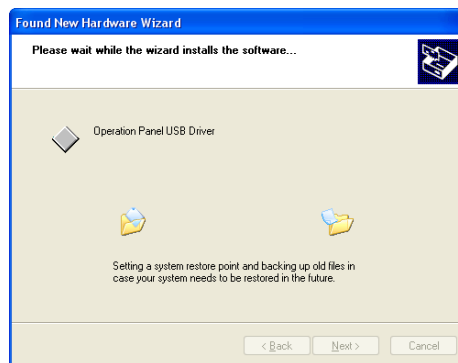 Found New Hardware Wizard
Please wait while the wizard installs the software...
Operation Panel USB Driver
Setting a system restore point and backing up old files in
case your system needs to be restored in the future.
< Back Next > Cancel